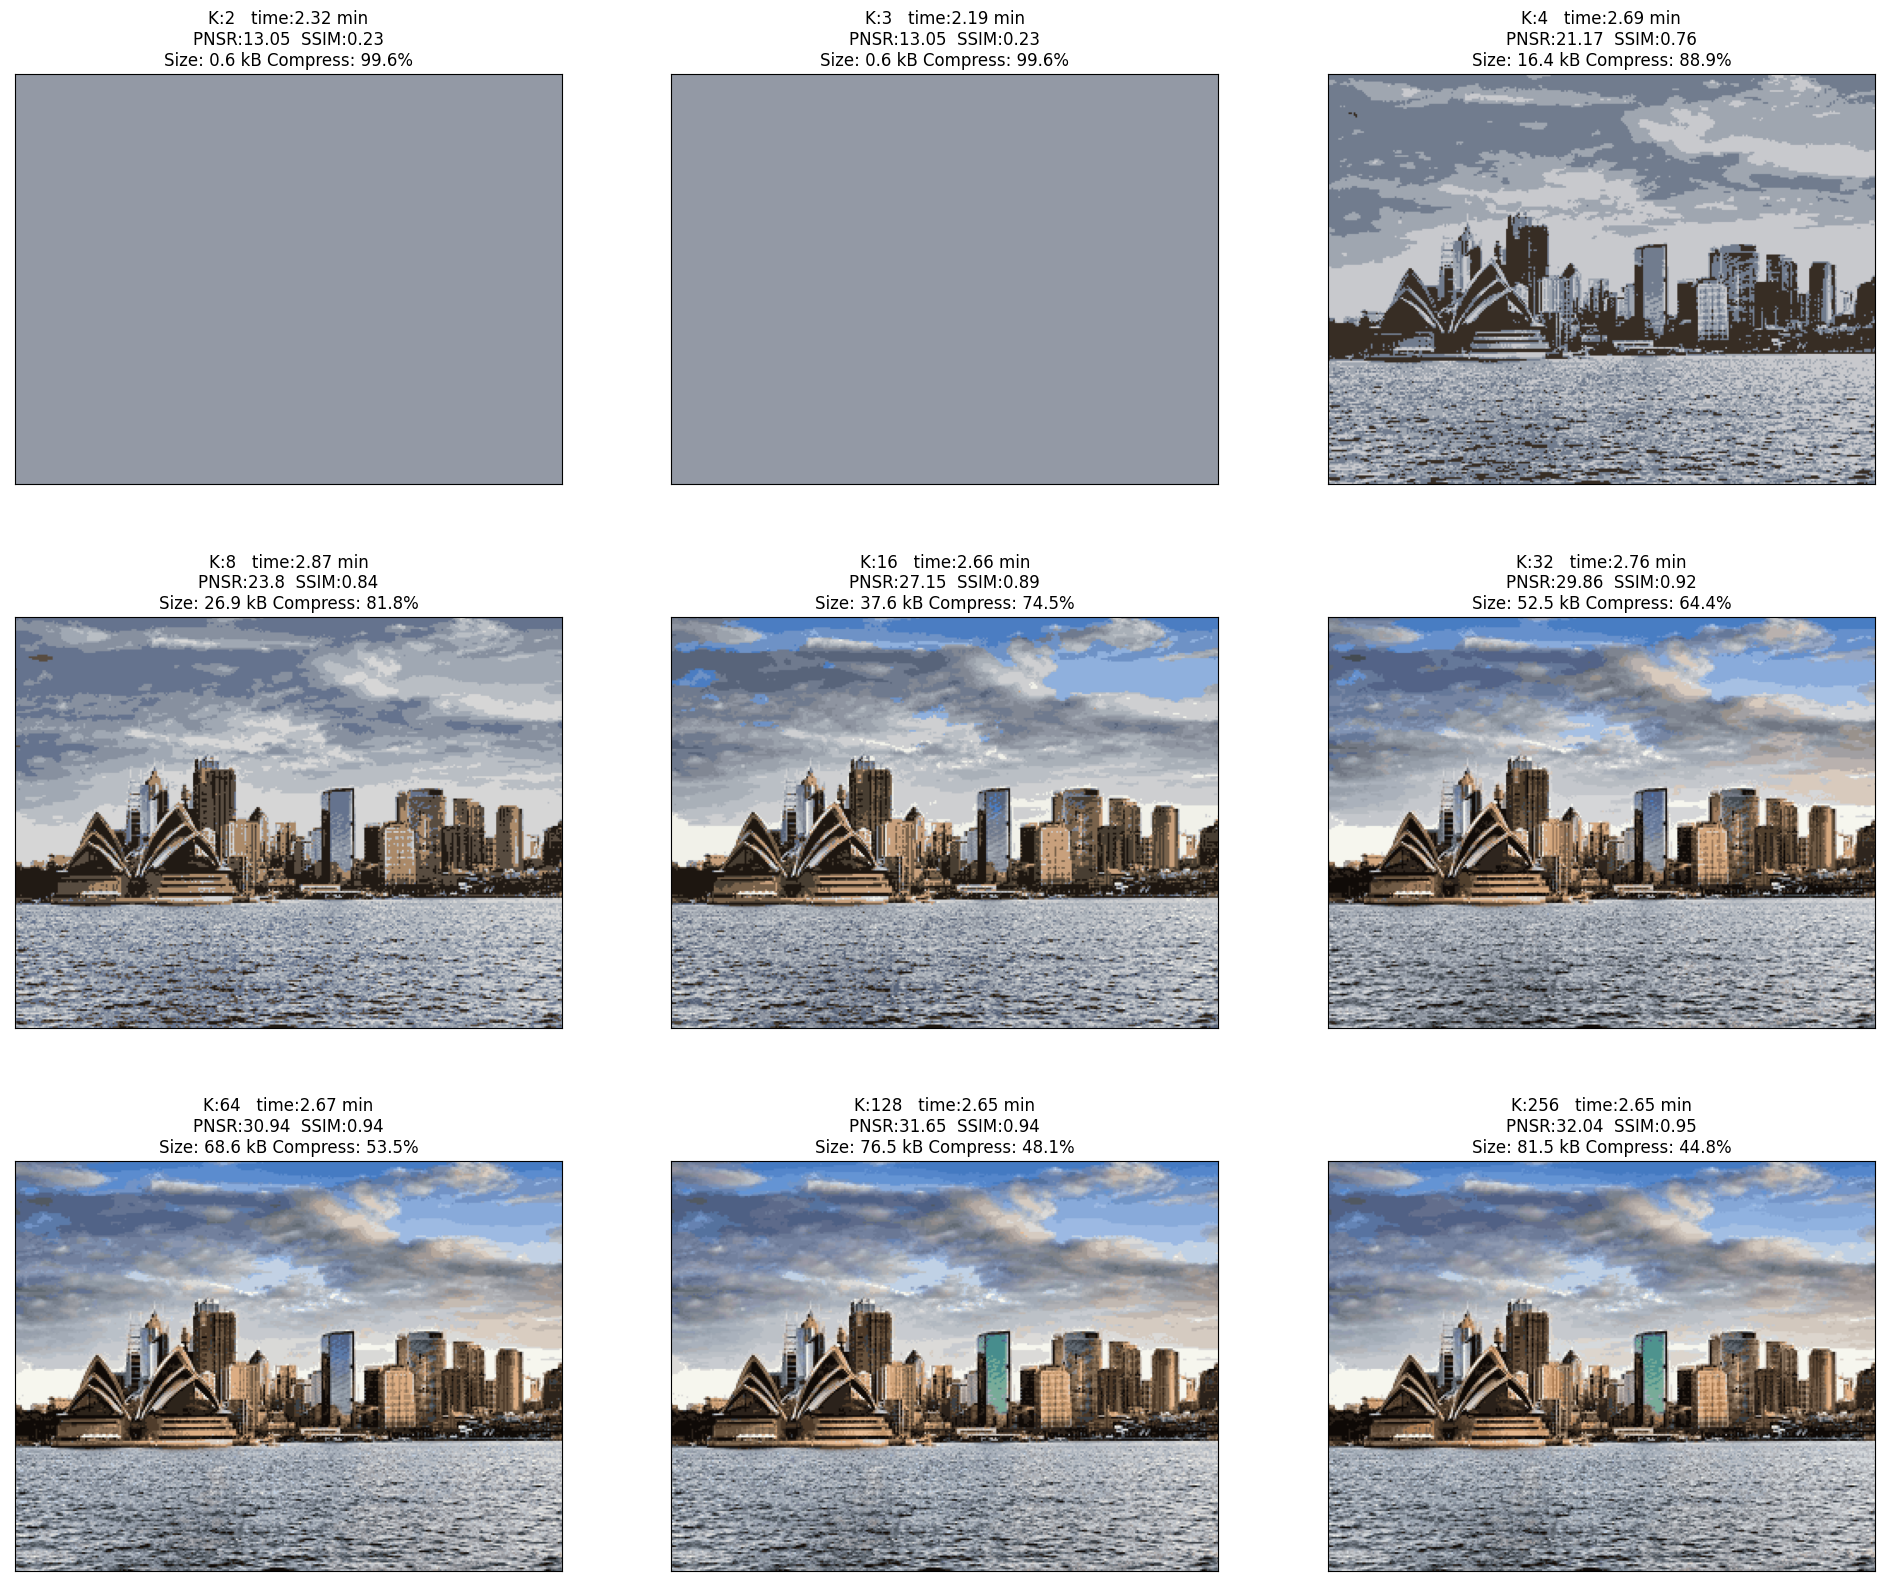 K:2   time:2.32 min
PNSR:13.05  SSIM:0.23
Size: 0.6 kB Compress: 99.6%
K:3   time:2.19 min
PNSR:13.05  SSIM:0.23
Size: 0.6 kB Compress: 99.6%
K:4   time:2.69 min
PNSR:21.17  SSIM:0.76
Size: 16.4 kB Compress: 88.9%
K:8   time:2.87 min
PNSR:23.8  SSIM:0.84
Size: 26.9 kB Compress: 81.8%
K:16   time:2.66 min
PNSR:27.15  SSIM:0.89
Size: 37.6 kB Compress: 74.5%
K:32   time:2.76 min
PNSR:29.86  SSIM:0.92
Size: 52.5 kB Compress: 64.4%
K:64   time:2.67 min
PNSR:30.94  SSIM:0.94
Size: 68.6 kB Compress: 53.5%
K:128   time:2.65 min
PNSR:31.65  SSIM:0.94
Size: 76.5 kB Compress: 48.1%
K:256   time:2.65 min
PNSR:32.04  SSIM:0.95
Size: 81.5 kB Compress: 44.8%